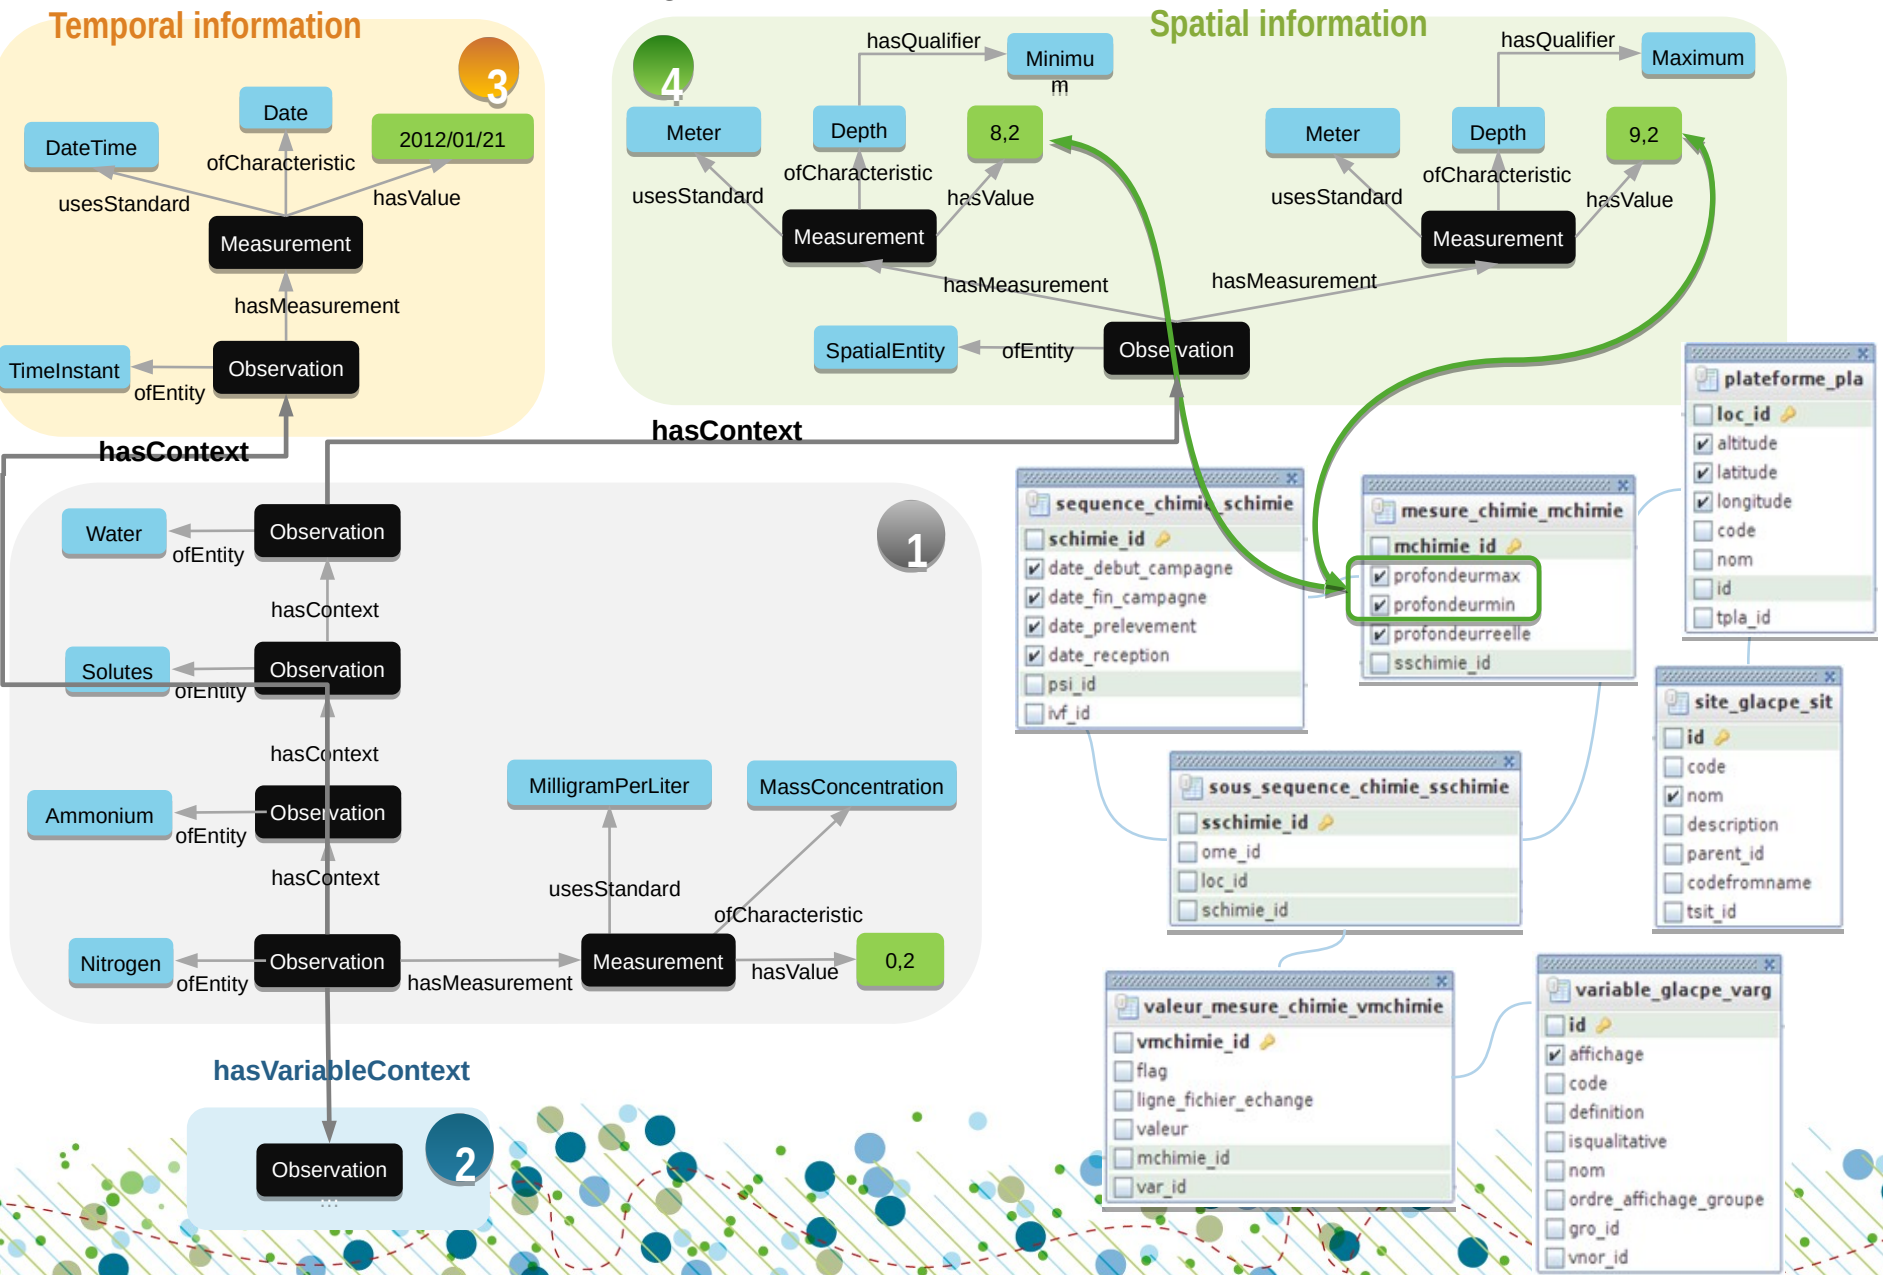 Temporal information
3
Date
DateTime
2012/01/21
ofCharacteristic
usesStandard
hasValue
Measurement
hasMeasurement
TimeInstant
Observation
ofEntity
hasContext
Spatial information
4
hasQualifier
Minimu
m
Meter
Depth
8,2
ofCharacteristic
usesStandard
hasValue
Measurement
hasQualifier
Maximum
Meter
Depth
9,2
ofCharacteristic
usesStandard
hasValue
Measurement
hasMeasurement
hasMeasurement
SpatialEntity
ofEntity
Observation
hasContext
1
Water
Observation
ofEntity
hasContext
Solutes
Observation
ofEntity
hasContext
Ammonium
Observation
ofEntity
hasContext
MilligramPerLiter
MassConcentration
usesStandard
ofCharacteristic
Nitrogen
Observation
ofEntity
hasMeasurement
Measurement
hasValue
0,2
hasVariableContext
2
Observation
...
plateforme_pla
loc_id
altitude
latitude
longitude
code
nom
id
tpla_id
sequence_chimie_schimie
schimie_id
date_debut_campagne
date_fin_campagne
date_prelevement
date_reception
psi_id
ivf_id
mesure_chimie_mchimie
mchimie_id
profondeurmax
profondeurmin
profondeurreelle
sschimie_id
site_glacpe_sit
id
code
nom
description
parent_id
codefromname
tsit_id
sous_sequence_chimie_sschimie
sschimie_id
ome_id
loc_id
schimie_id
valeur_mesure_chimie_vmchimie
vmchimie_id
flag
ligne_fichier_echange
valeur
mchimie_id
var_id
variable_glacpe_varg
id
affichage
code
definition
isqualitative
nom
ordre_affichage_groupe
gro_id
vnor_id